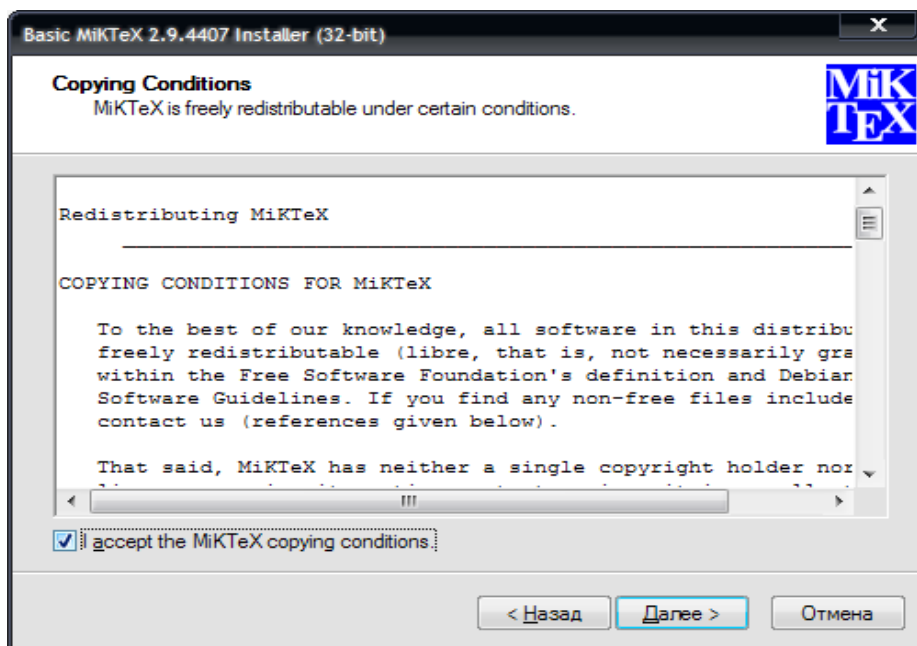 Basic MiKTeX 2.9.4407 Installer (32-bit)
X
Copying Conditions
MiKTeX is freely redistributable under certain conditions.
MiK
TEX
Redistributing MiKTeX
COPYING CONDITIONS FOR MiKTeX
To the best of our knowledge, all software in this distribu
freely redistributable (libre, that is, not necessarily gra
within the Free Software Foundation's definition and Debian
Software Guidelines. If you find any non-free files include
contact us (references given below).
That said, MiKTeX has neither a single copyright holder nor
I accept the MiKTeX copying conditions.
< Назад
Далее >
Отмена